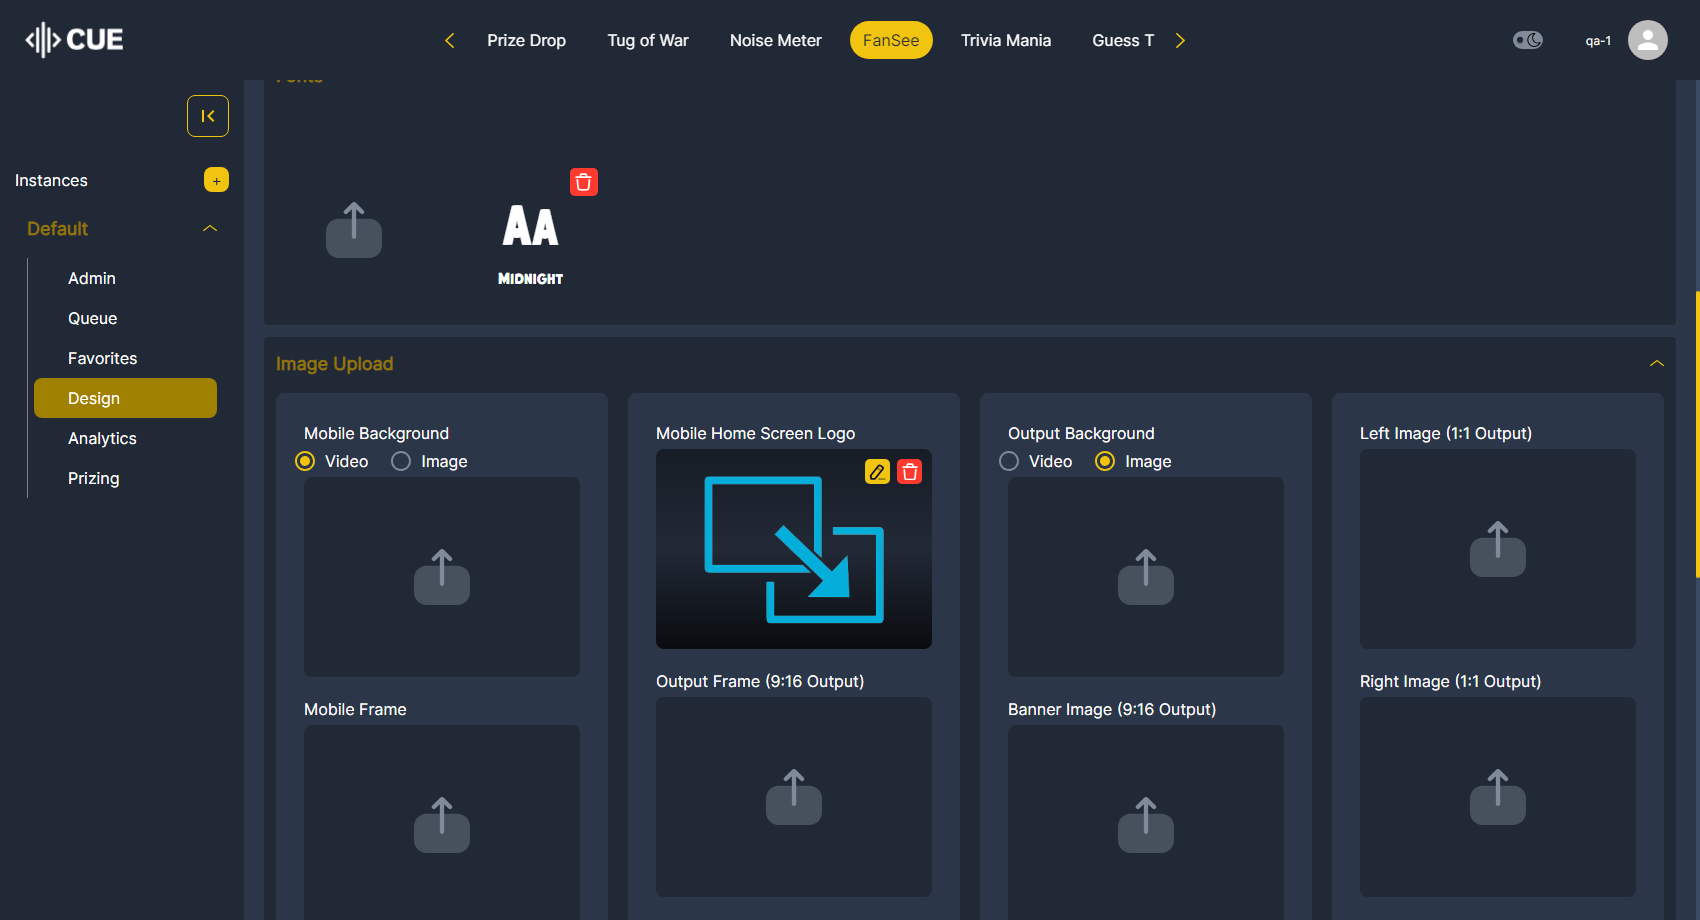 CUE
Prize Drop
Tug of War
Noise Meter
FanSee
Trivia Mania
Guess T
qa-1
Instances
+
Default
Admin
Queue
Favorites
Design
Analytics
Prizing
Fonts
AA
MIDNIGHT
Image Upload
Mobile Background
Video
Image
Mobile Frame
Mobile Home Screen Logo
Output Frame (9:16 Output)
Output Background
Video
Image
Banner Image (9:16 Output)
Left Image (1:1 Output)
Right Image (1:1 Output)